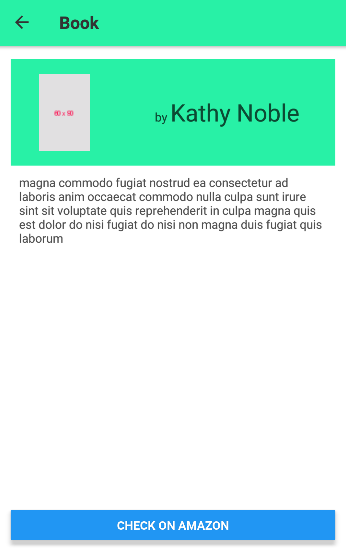 Book
60 x 90
by Kathy Noble
magna commodo fugiat nostrud ea consectetur ad
laboris anim occaecat commodo nulla culpa sunt irure
sint sit voluptate quis reprehenderit in culpa magna quis
est dolor do nisi fugiat do nisi non magna duis fugiat quis
laborum
CHECK ON AMAZON